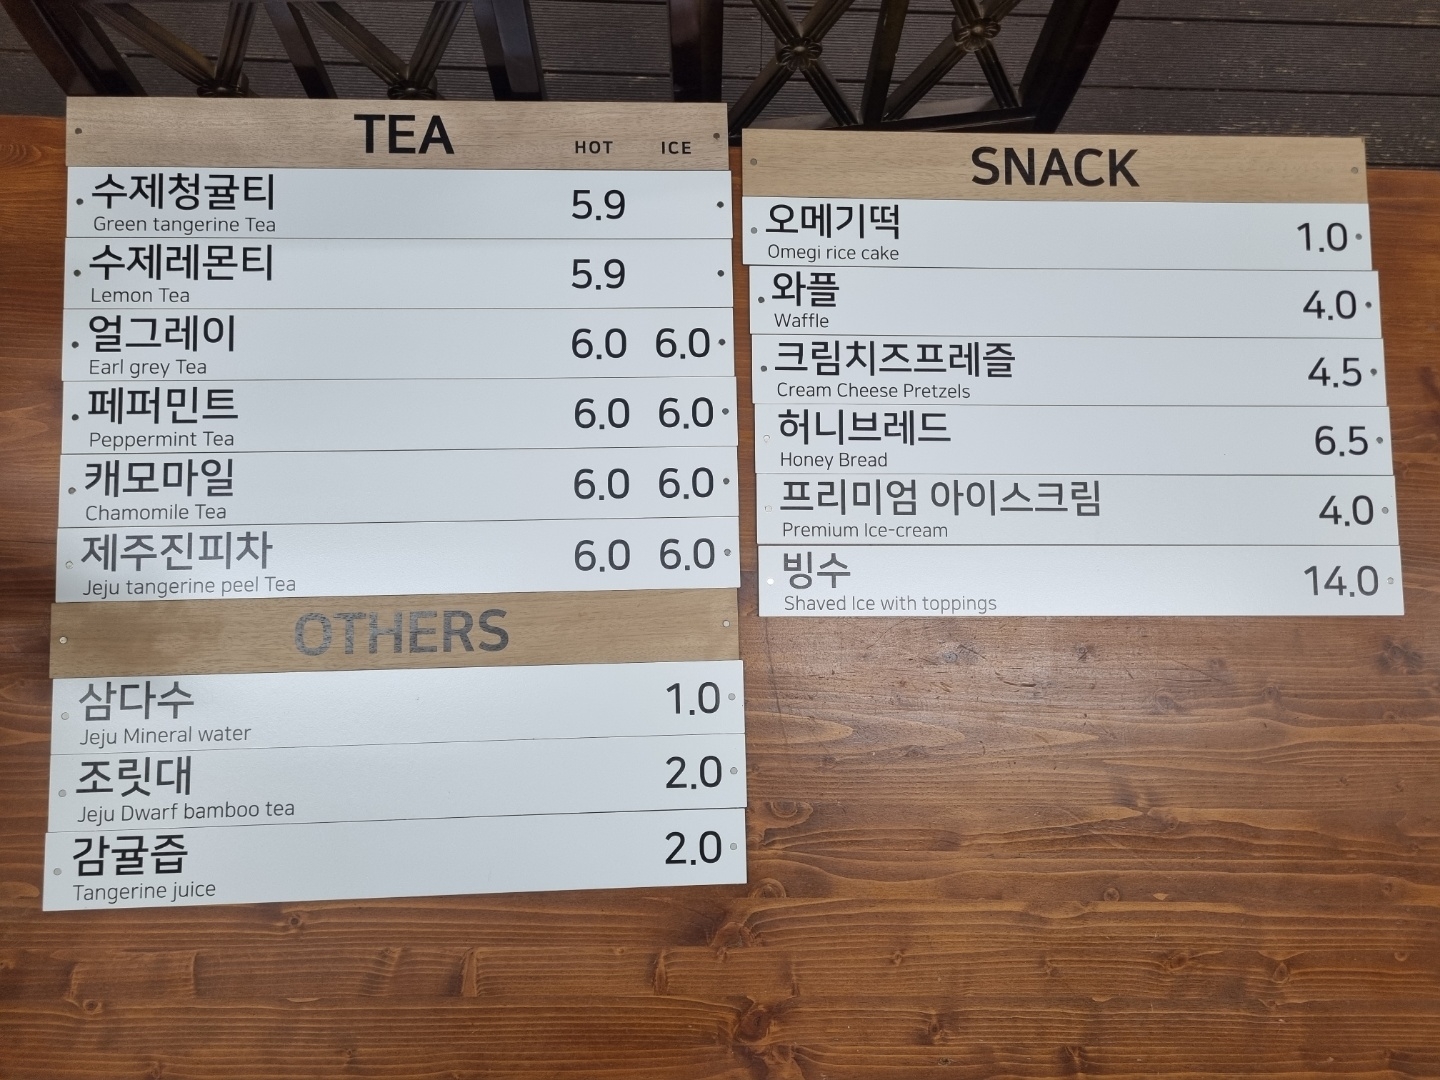 TEA HOT ICE
수제청귤티 5.9
Green tangerine Tea
수제레몬티 5.9
Lemon Tea
얼그레이 6.0 6.0
Earl grey Tea
페퍼민트 6.0 6.0
Peppermint Tea
캐모마일 6.0 6.0
Chamomile Tea
제주진피차 6.0 6.0
Jeju tangerine peel Tea
OTHERS
삼다수 1.0
Jeju Mineral water
조릿대 2.0
Jeju Dwarf bamboo tea
감귤즙 2.0
Tangerine juice
SNACK
오메기떡 1.0
Omegi rice cake
와플 4.0
Waffle
크림치즈프레즐 4.5
Cream Cheese Pretzels
허니브레드 6.5
Honey Bread
프리미엄 아이스크림 4.0
Premium Ice-cream
빙수 14.0
Shaved Ice with toppings